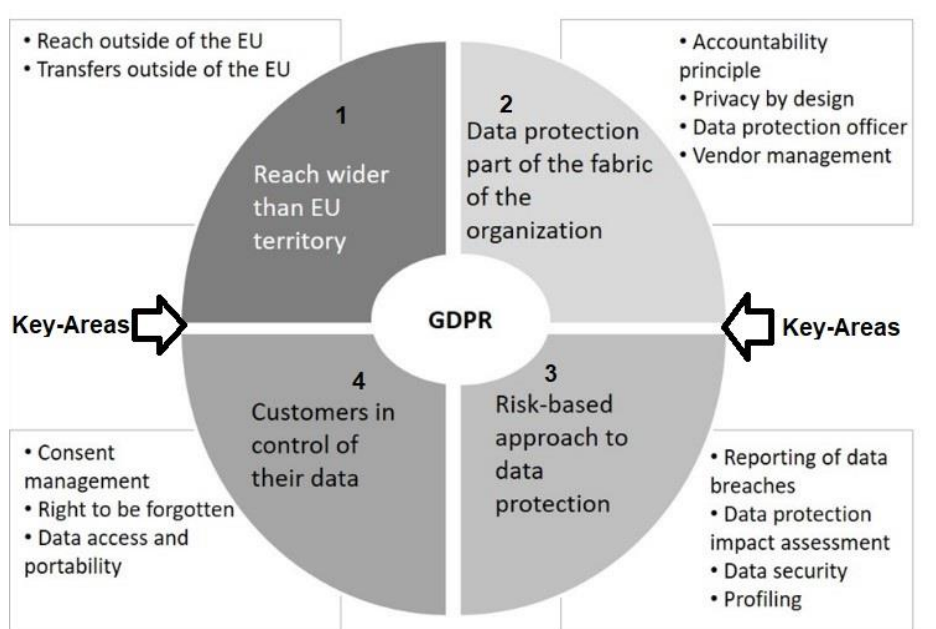 • Reach outside of the EU
• Transfers outside of the EU
1
Reach wider
than EU
territory
2
Data protection
part of the fabric
of the
organization
• Accountability
principle
• Privacy by design
• Data protection officer
• Vendor management
Key-Areas
GDPR
Key-Areas
4
Customers in
control of
their data
3
Risk-based
approach to
data
protection
• Consent
management
• Right to be forgotten
• Data access and
portability
• Reporting of data
breaches
• Data protection
impact assessment
• Data security
• Profiling